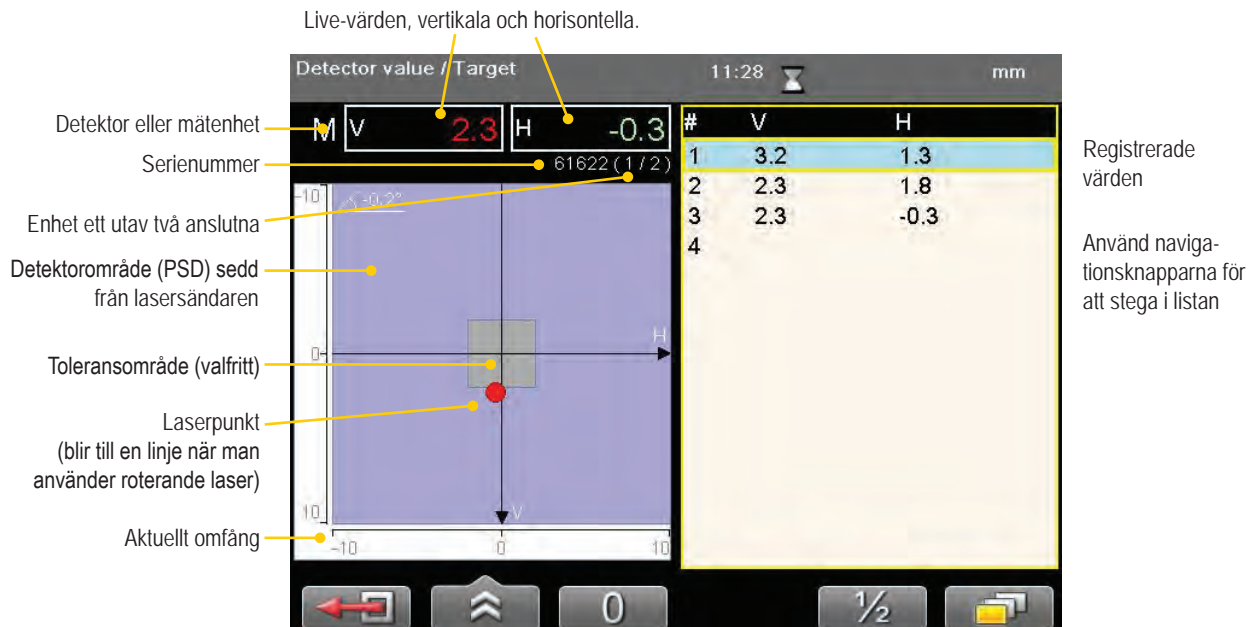 Live-värden, vertikala och horisontella.
Detector value / Target 11:28 mm
Detektor eller mätenhet
M V 2.3 H -0.3
Serienummer
61622 ( 1 / 2 )
Enhet ett utav två anslutna
Detektorområde (PSD) sedd
från lasersändaren
Toleransområde (valfritt)
Laserpunkt
(blir till en linje när man
använder roterande laser)
Aktuellt omfång
-10
-0,2°
0
H
10
V
-10 0 10
# V H
1 3.2 1.3
2 2.3 1.8
3 2.3 -0.3
4
Registrerade
värden
Använd naviga-
tionsknapparna för
att stega i listan
0
½